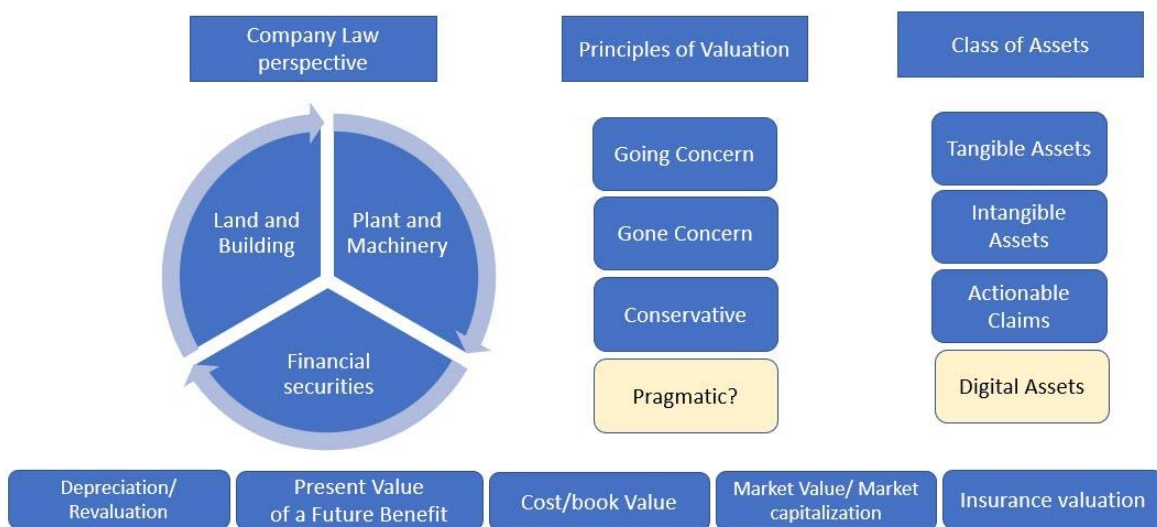 Company Law
perspective
Principles of Valuation
Class of Assets
Land and
Building
Plant and
Machinery
Financial
securities
Going Concern
Gone Concern
Conservative
Pragmatic?
Tangible Assets
Intangible
Assets
Actionable
Claims
Digital Assets
Depreciation/
Revaluation
Present Value
of a Future Benefit
Cost/book Value
Market Value/ Market
capitalization
Insurance valuation